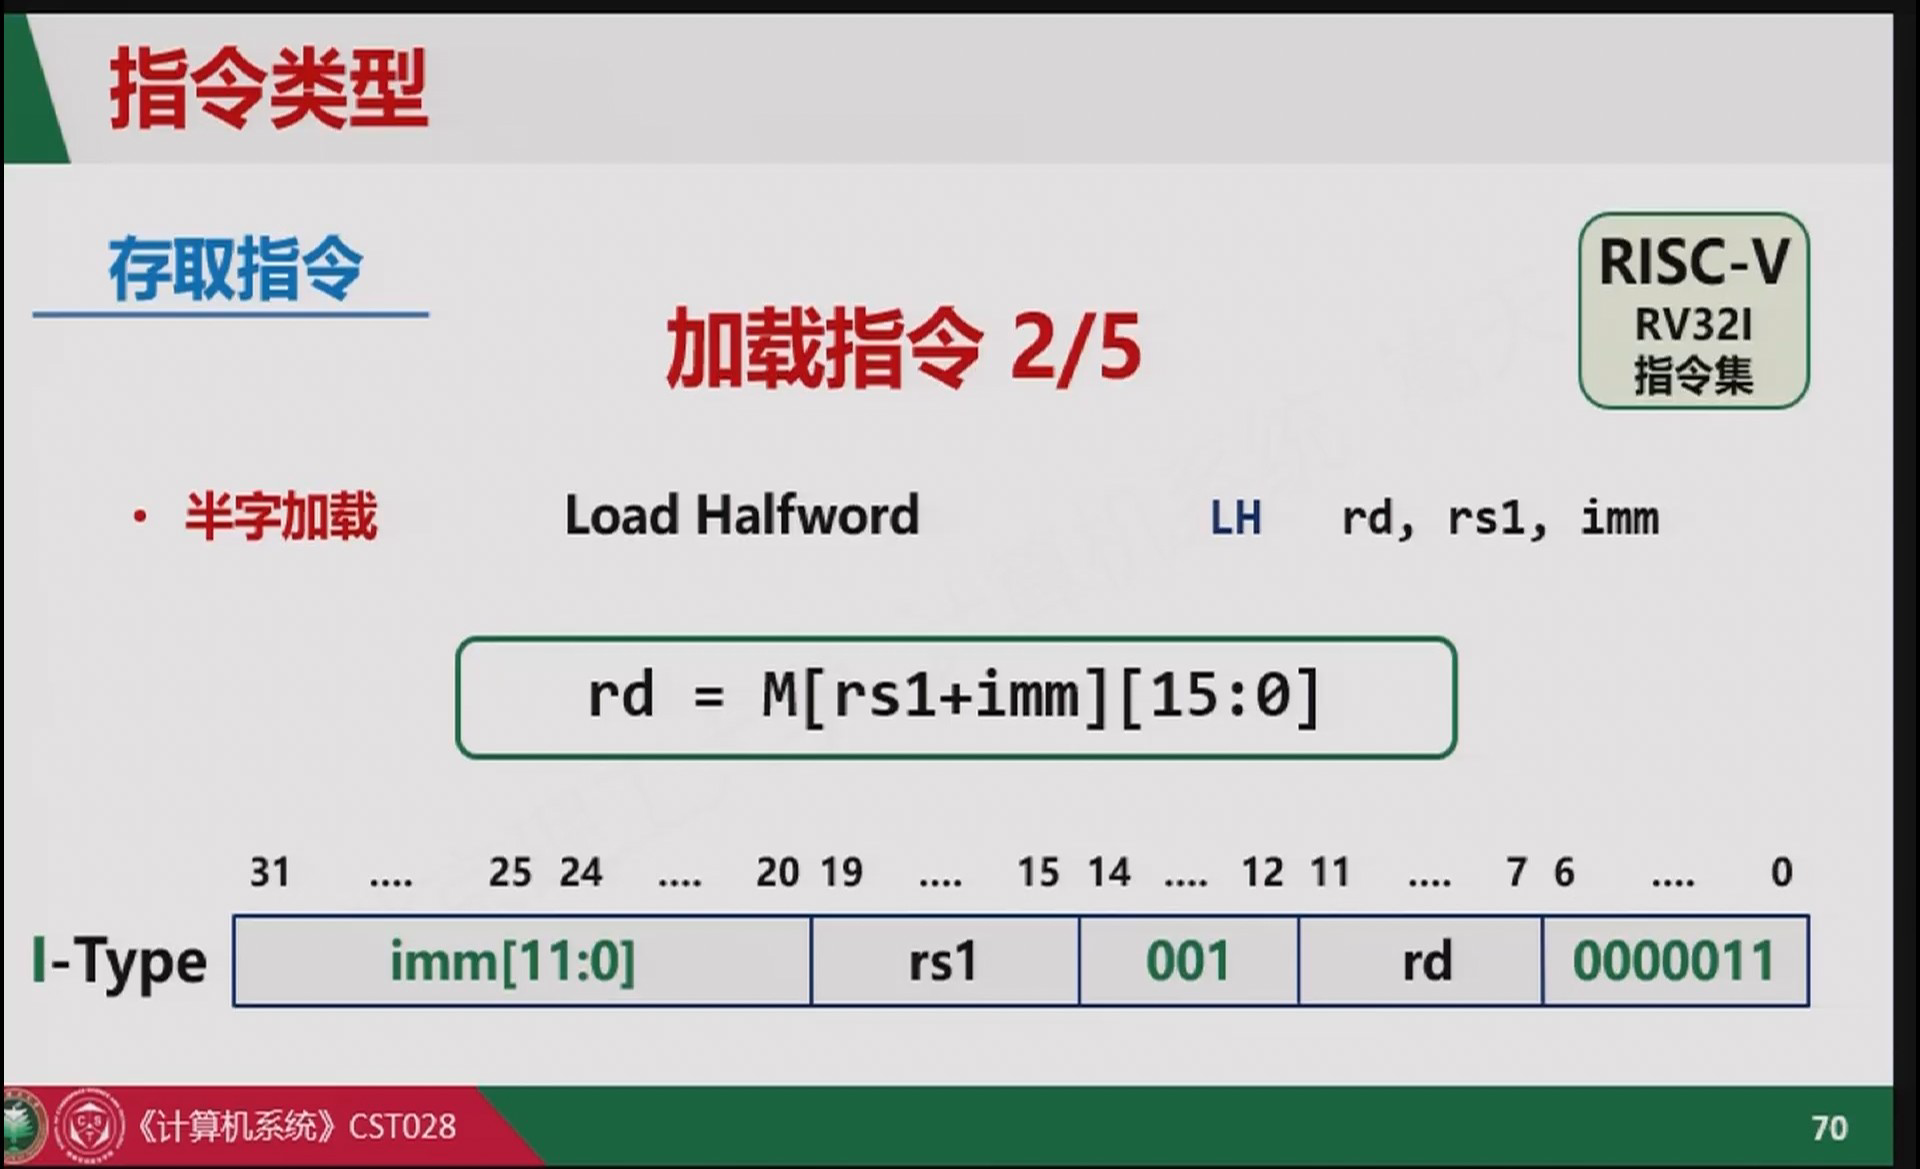 指令类型
存取指令
RISC-V
RV32I
指令集
加载指令 2/5
• 半字加载 Load Halfword LH rd, rs1, imm
rd = M[rs1+imm][15:0]
31 .... 25 24 .... 20 19 .... 15 14 .... 12 11 .... 7 6 .... 0
I-Type imm[11:0] rs1 001 rd 0000011
《计算机系统》CST028
70